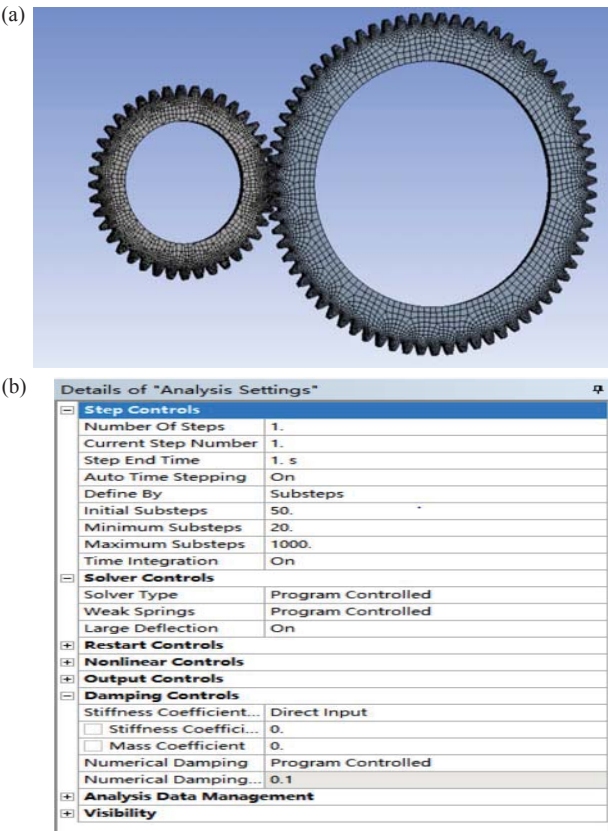 (a)
(b)
Details of "Analysis Settings"
Step Controls
Number Of Steps 1.
Current Step Number 1.
Step End Time 1. s
Auto Time Stepping On
Define By Substeps
Initial Substeps 50.
Minimum Substeps 20.
Maximum Substeps 1000.
Time Integration On
Solver Controls
Solver Type Program Controlled
Weak Springs Program Controlled
Large Deflection On
Restart Controls
Nonlinear Controls
Output Controls
Damping Controls
Stiffness Coefficient... Direct Input
Stiffness Coeffici... 0.
Mass Coefficient 0.
Numerical Damping Program Controlled
Numerical Damping... 0.1
Analysis Data Management
Visibility